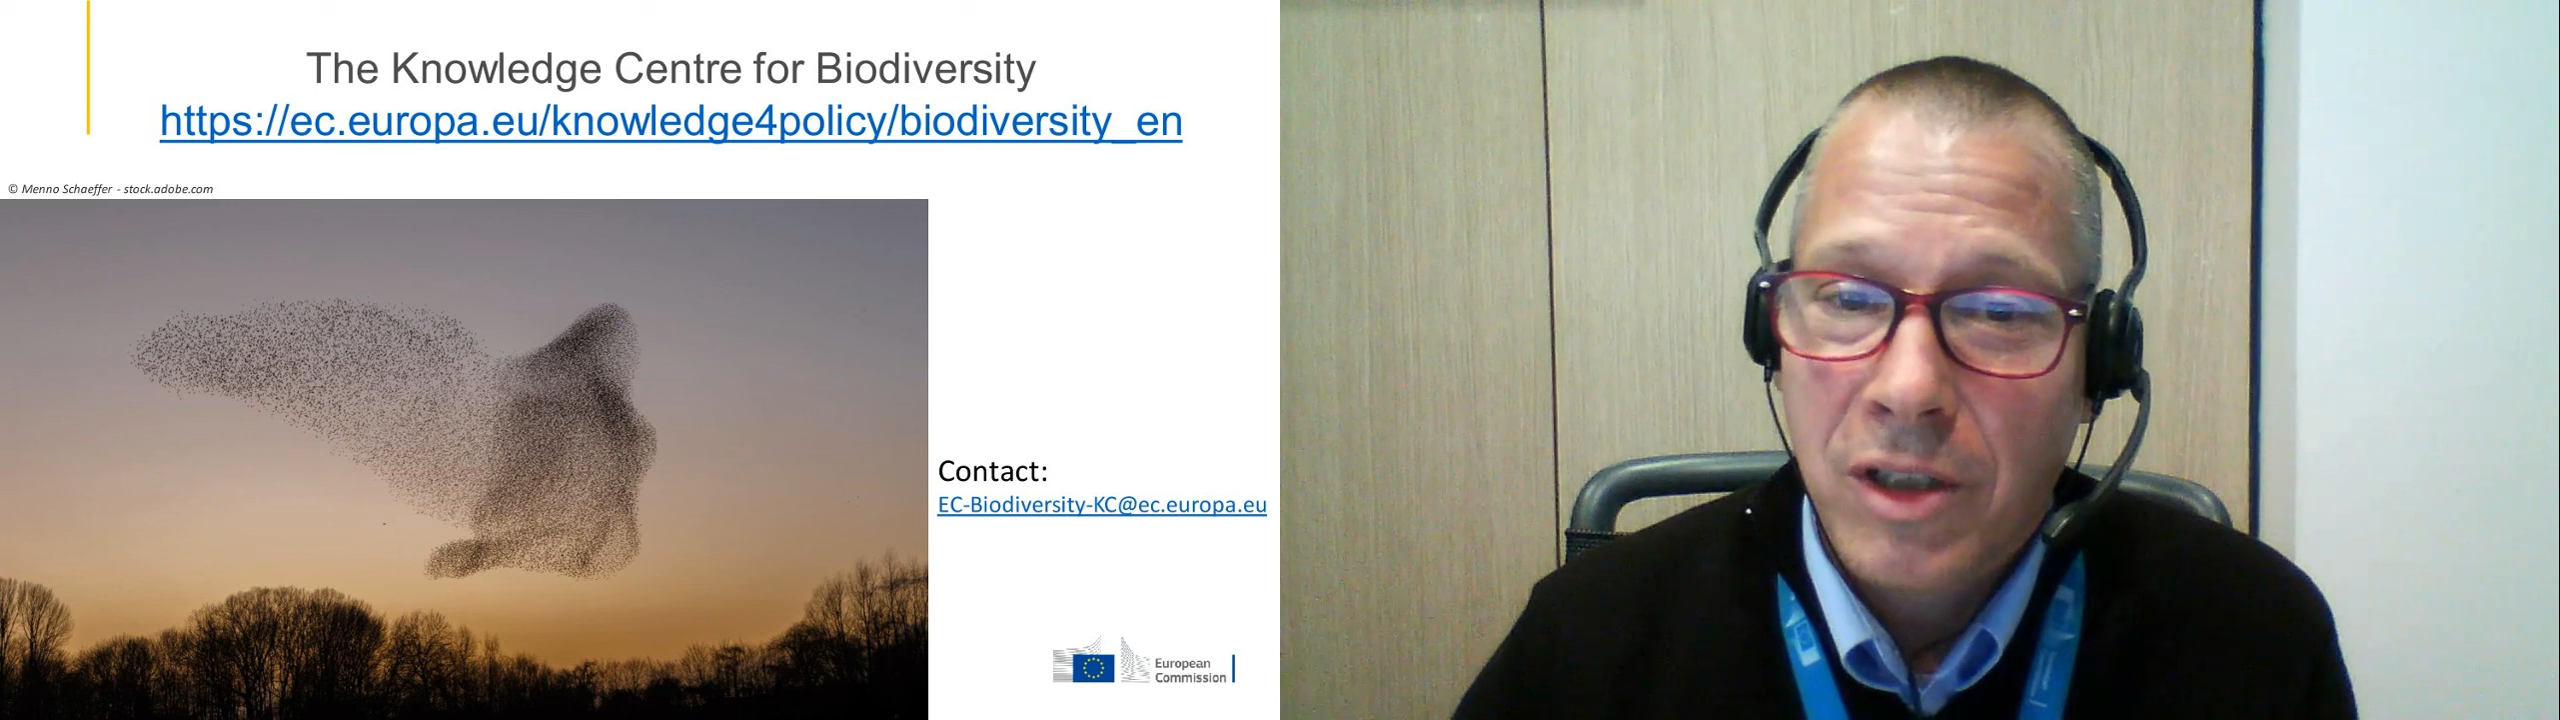 The Knowledge Centre for Biodiversity
https://ec.europa.eu/knowledge4policy/biodiversity_en
© Menno Schaeffer - stock.adobe.com
Contact:
EC-Biodiversity-KC@ec.europa.eu
European
Commission